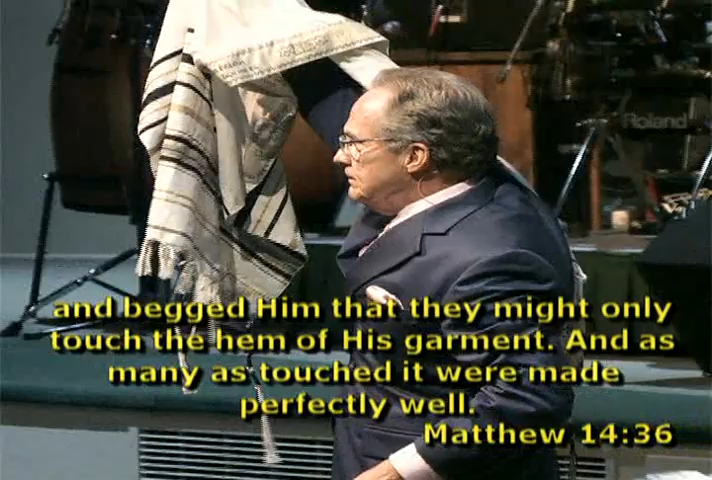 Roland
and begged Him that they might only
touch the hem of His garment. And as
many as touched it were made
perfectly well.
Matthew 14:36